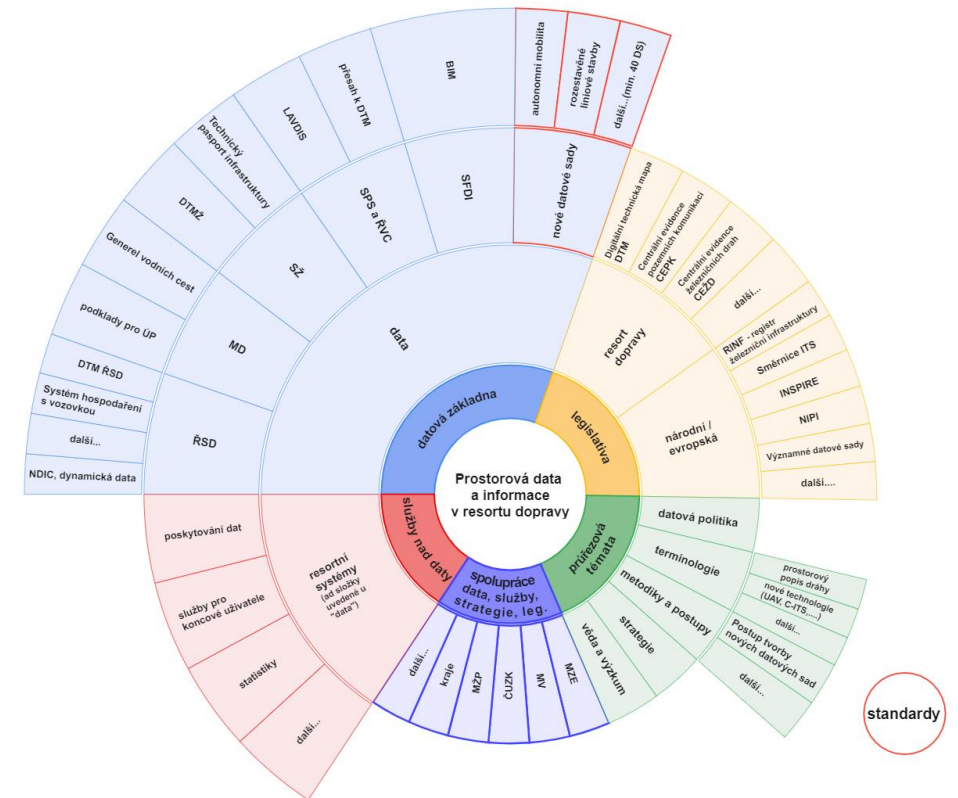 Prostorová data
a informace
v resortu dopravy
datová základna
data
ŘSD
MD
SŽ
SPS a ŘVC
SFDI
nové datové sady
NDIC, dynamická data
další...
Systém hospodaření
s vozovkou
DTM ŘSD
podklady pro ÚP
Generel vodních cest
DTMŽ
Technický
pasport infrastruktury
LAVDIS
přesah k DTM
BIM
autonomní mobilita
rozestavěné
liniové stavby
další...(min. 40 DS)
legislativa
resort
dopravy
Digitální technická mapa
DTM
Centrální evidence
pozemních komunikací
CEPK
Centrální evidence
železničních drah
CEŽD
další...
národní /
evropská
RINF - registr
železniční infrastruktury
Směrnice ITS
INSPIRE
NIPI
Významné datové sady
další....
průřezová
témata
datová politika
terminologie
metodiky a postupy
strategie
věda a výzkum
prostorový
popis dráhy
nové technologie
(UAV, C-ITS,...)
další...
Postup tvorby
nových datových sad
další...
spolupráce
data, služby,
strategie, leg.
další...
kraje
MŽP
ČUZK
MV
MZE
služby nad daty
resortní
systémy
(ad složky
uvedené u
"data")
poskytování dat
služby pro
koncové uživatele
statistiky
další...
standardy